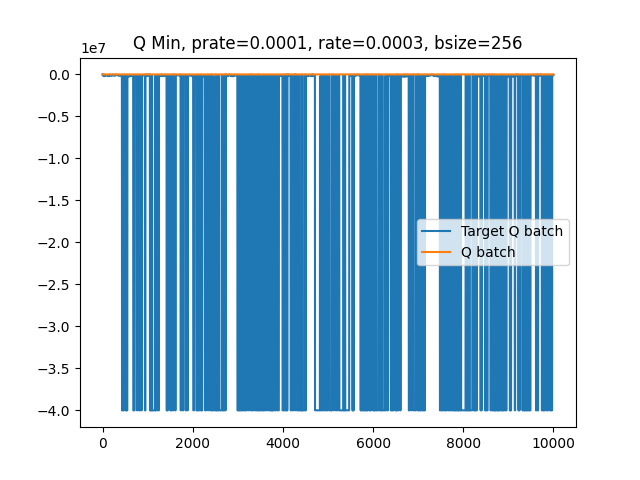 Q Min, prate=0.0001, rate=0.0003, bsize=256
1e7
0.0
−0.5
−1.0
−1.5
−2.0
−2.5
−3.0
−3.5
−4.0
Target Q batch
Q batch
0 2000 4000 6000 8000 10000